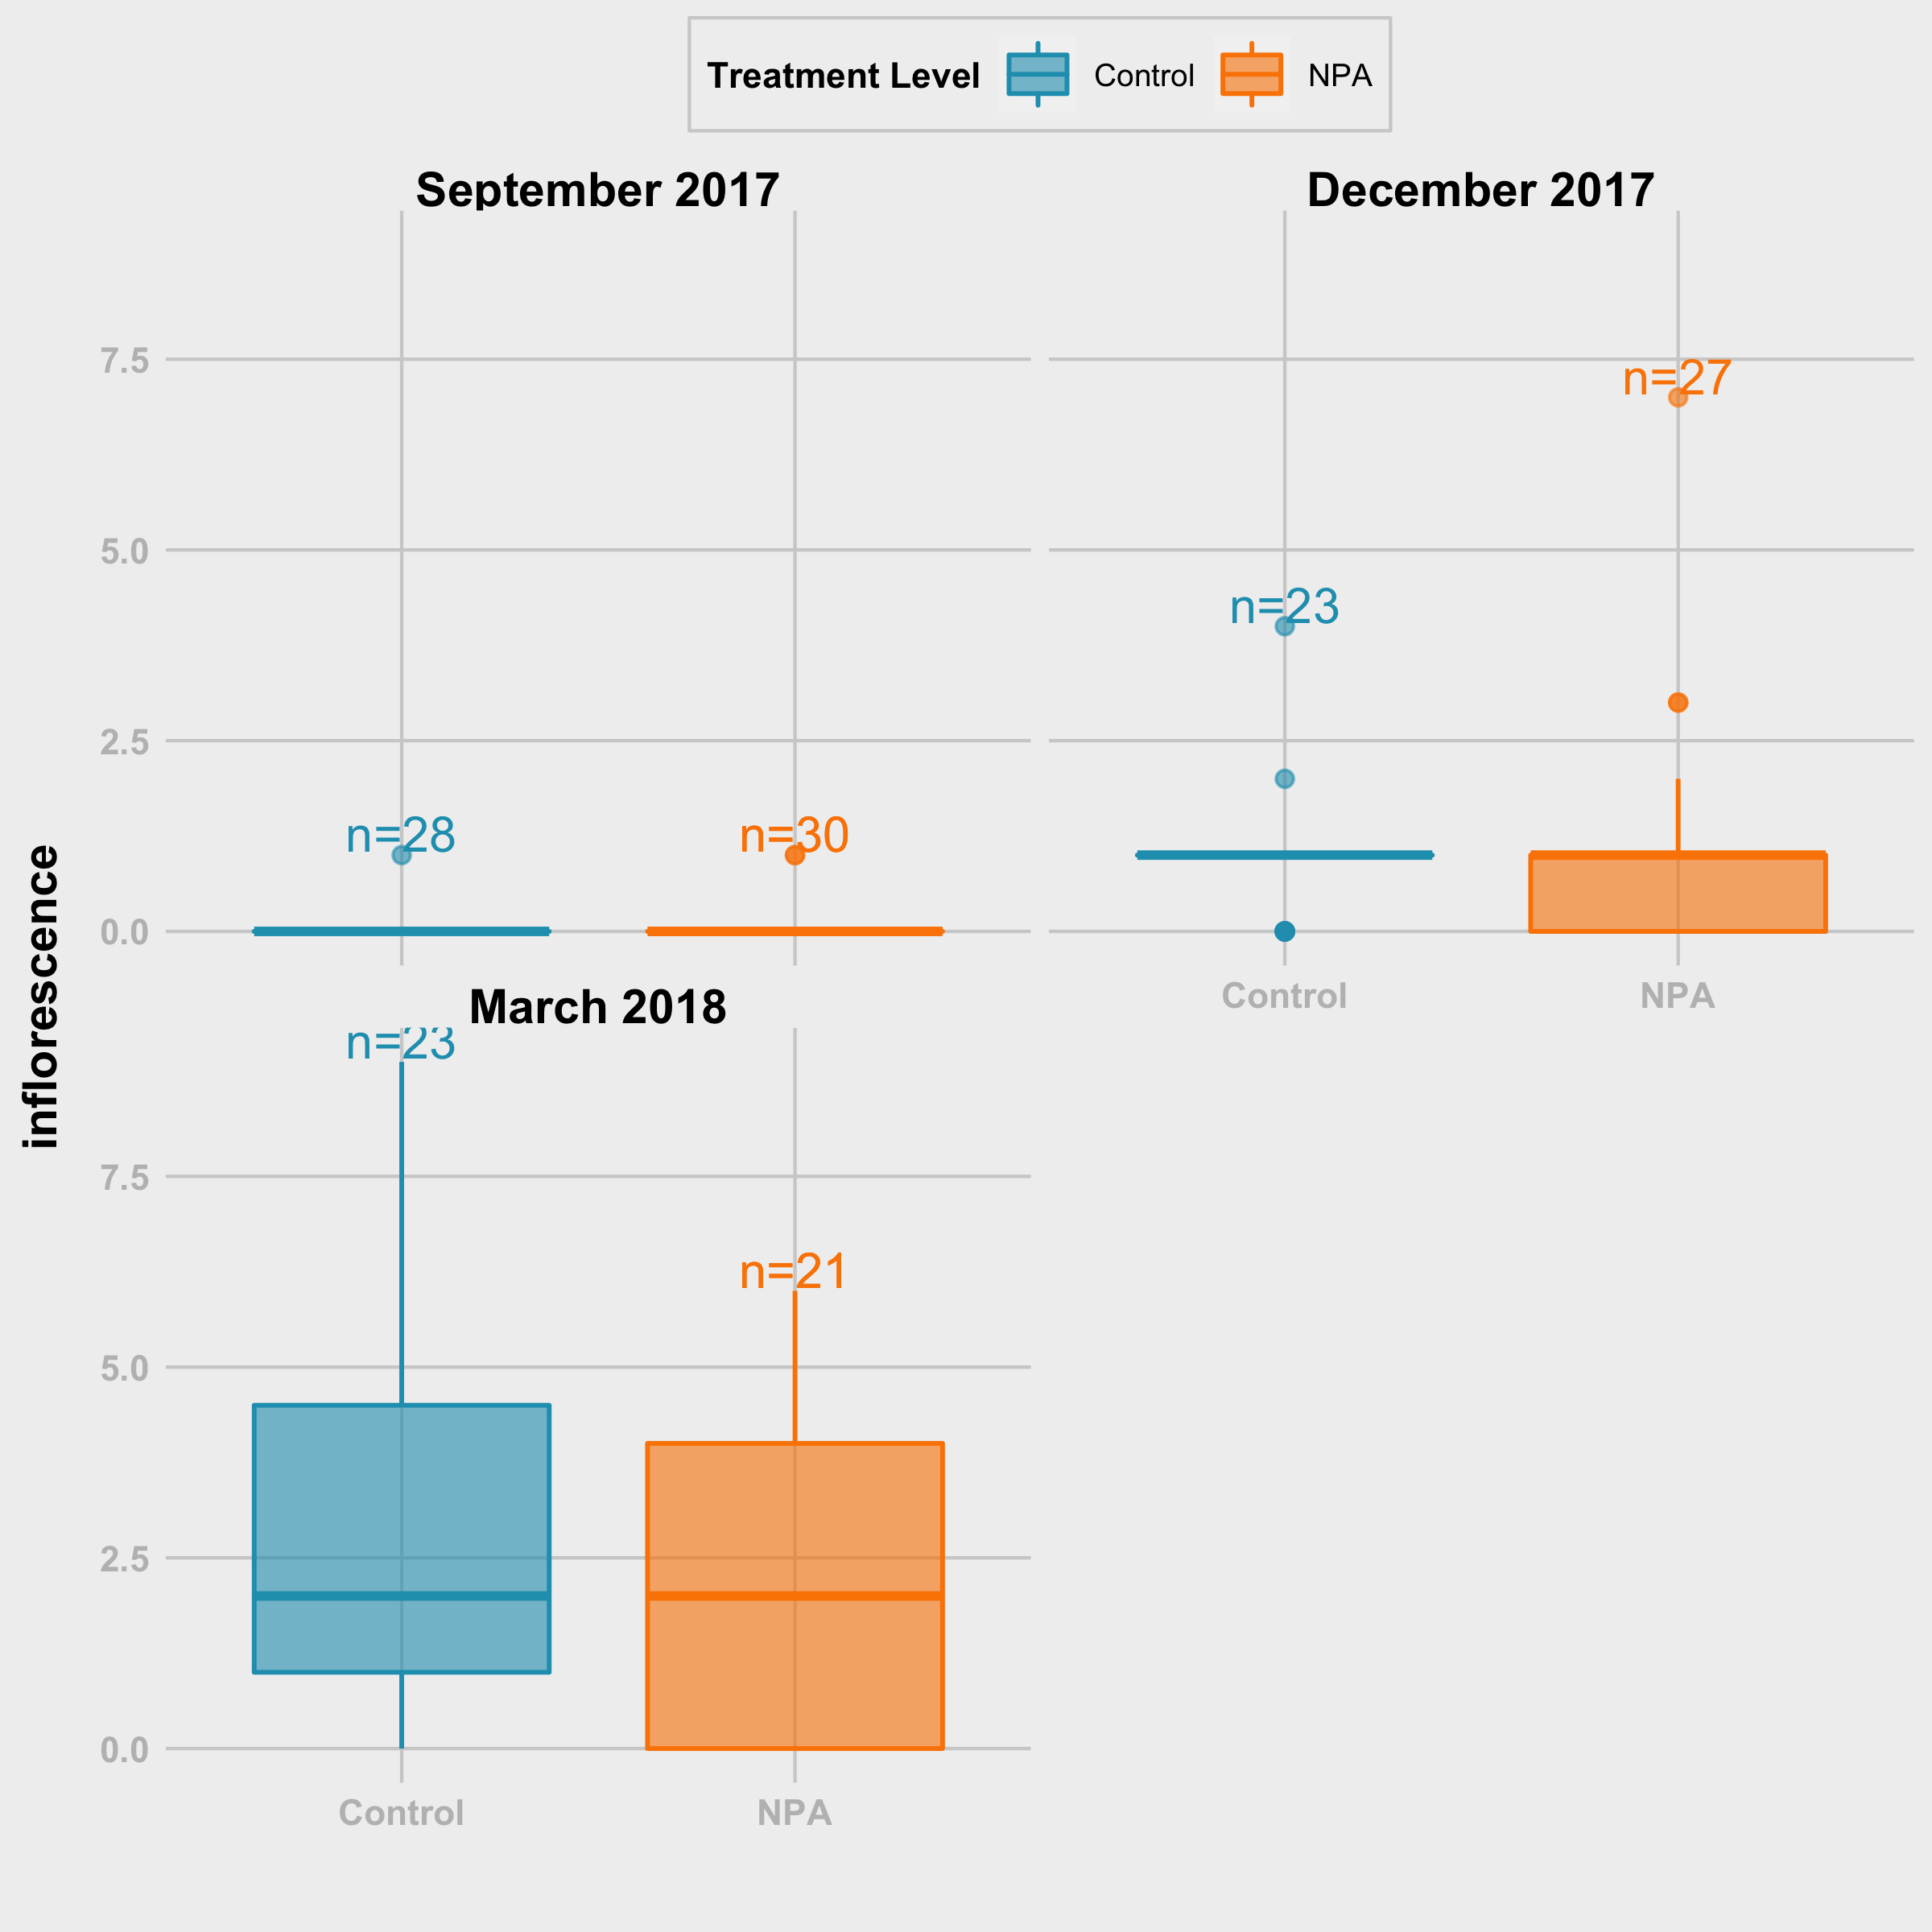 Treatment Level Control NPA
September 2017
December 2017
7.5
5.0
2.5
0.0
n=28
n=30
n=23
n=27
Control NPA
inflorescence
March 2018
7.5
5.0
2.5
0.0
n=23
n=21
Control NPA